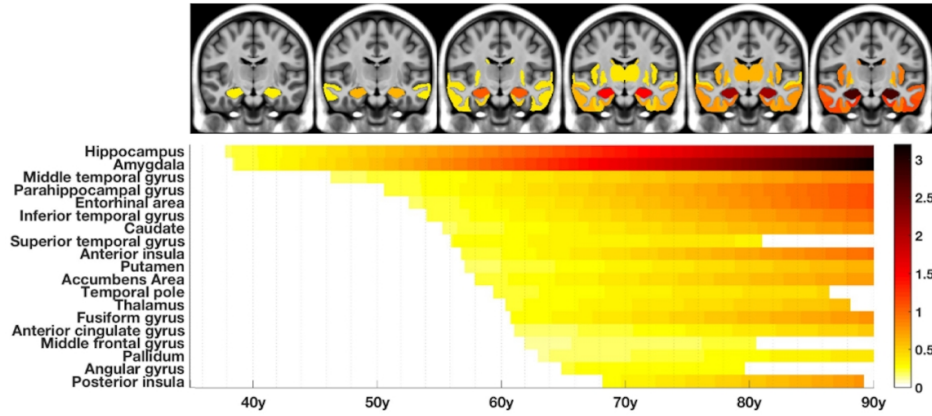 Hippocampus
Amygdala
Middle temporal gyrus
Parahippocampal gyrus
Entorhinal area
Inferior temporal gyrus
Caudate
Superior temporal gyrus
Anterior insula
Putamen
Accumbens Area
Temporal pole
Thalamus
Fusiform gyrus
Anterior cingulate gyrus
Middle frontal gyrus
Pallidum
Angular gyrus
Posterior insula
40y 50y 60y 70y 80y 90y
3
2.5
2
1.5
1
0.5
0